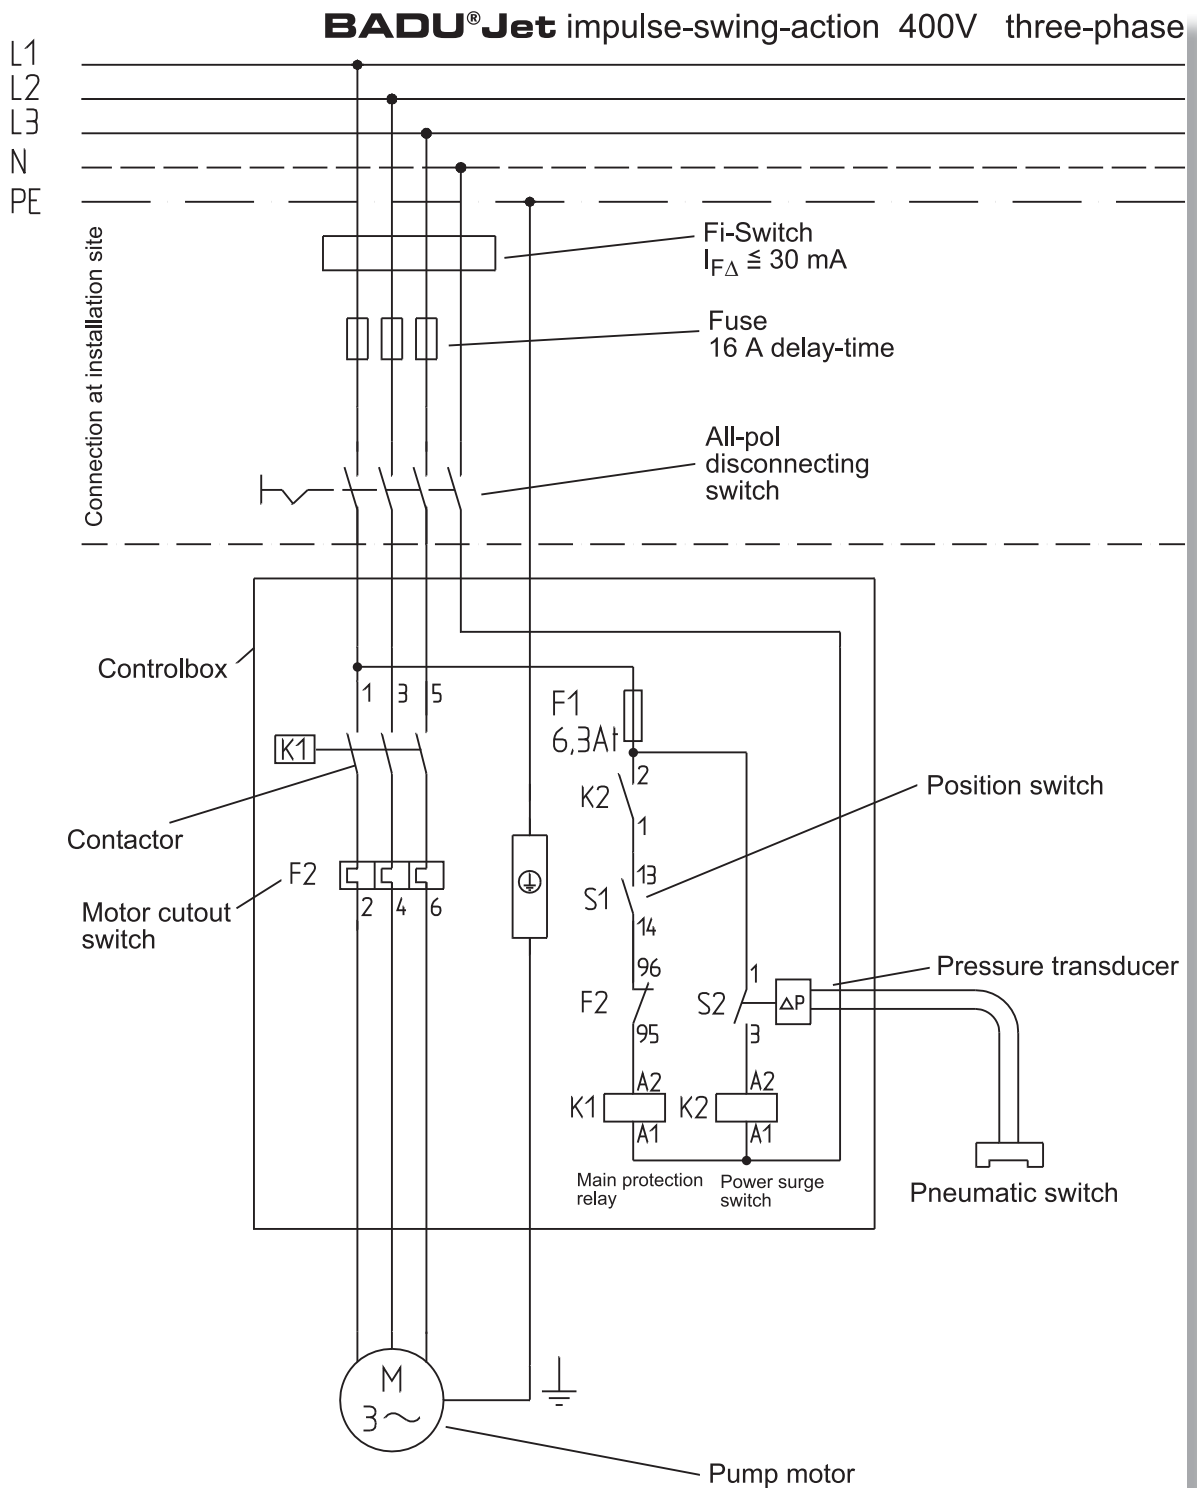 BADU®Jet impulse-swing-action 400V three-phase
L1
L2
L3
N
PE
Connection at installation site
Fi-Switch
IFΔ ≦ 30 mA
Fuse
16 A delay-time
All-pol
disconnecting
switch
Controlbox
1 3 5
F1
6,3At
K1
2
K2
1
Position switch
Contactor
13
S1
14
F2
2 4 6
Motor cutout
switch
96
F2
95
1
S2
3
ΔP
Pressure transducer
A2
K1
A1
A2
K2
A1
Main protection
relay
Power surge
switch
Pneumatic switch
M
3~
Pump motor